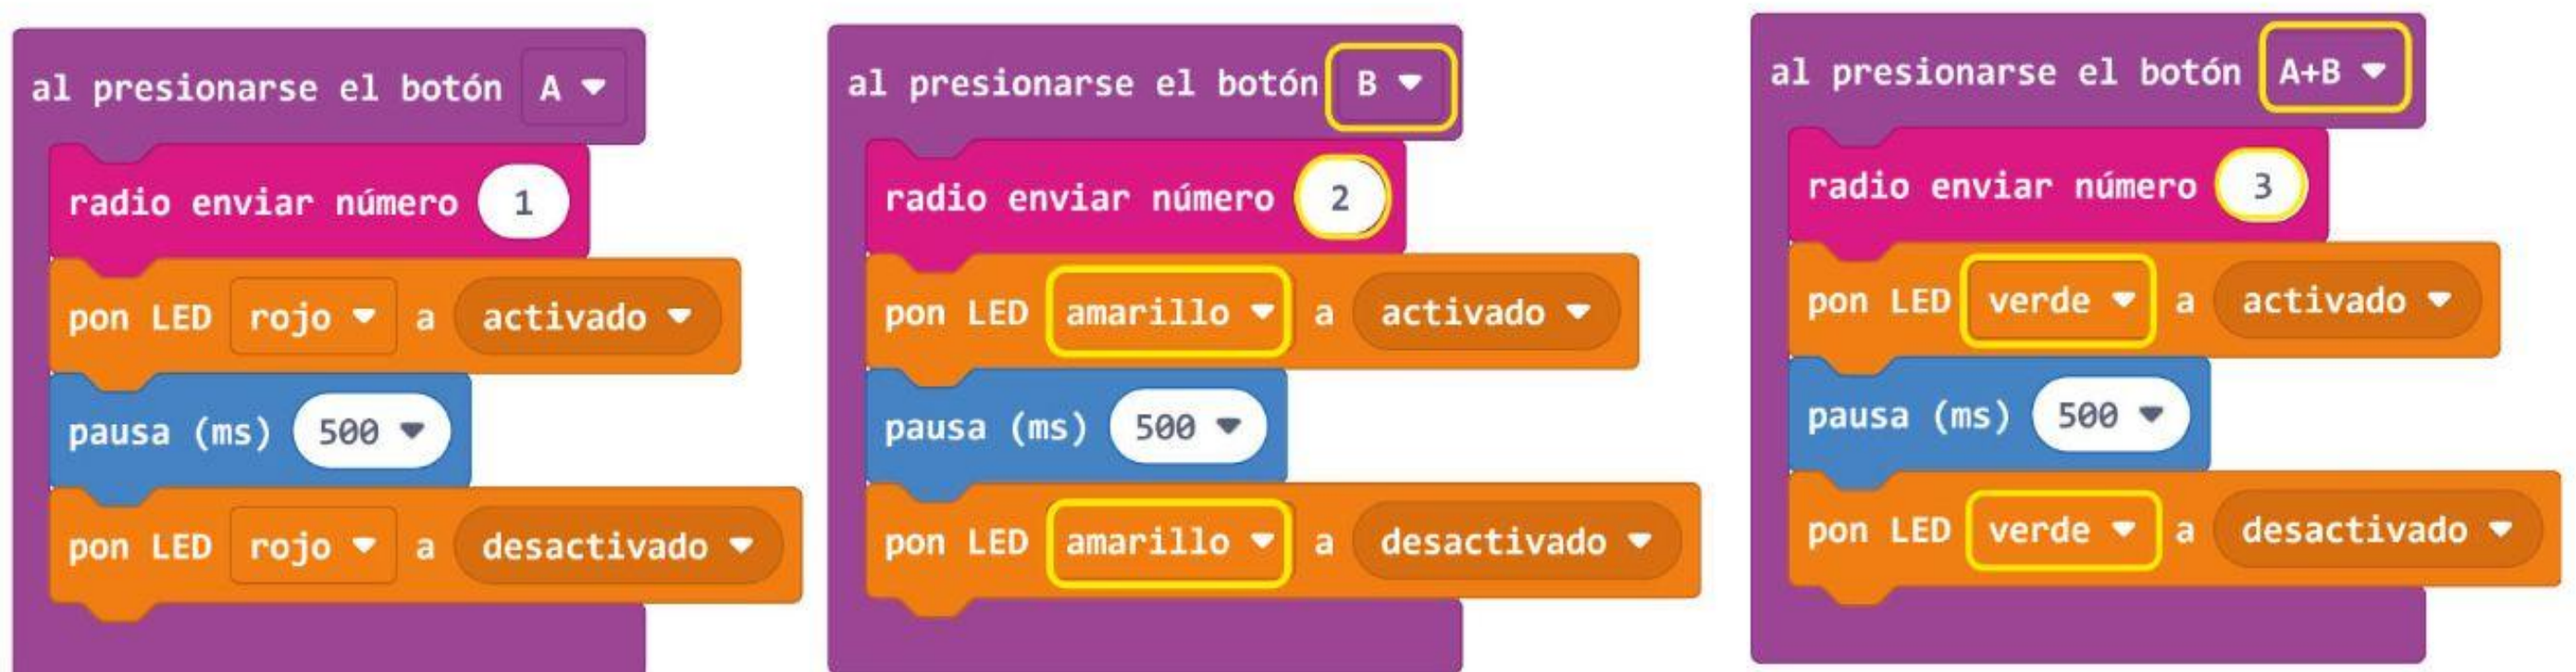 al presionarse el botón A
radio enviar número 1
pon LED rojo a activado
pausa (ms) 500
pon LED rojo a desactivado
al presionarse el botón B
radio enviar número 2
pon LED amarillo a activado
pausa (ms) 500
pon LED amarillo a desactivado
al presionarse el botón A+B
radio enviar número 3
pon LED verde a activado
pausa (ms) 500
pon LED verde a desactivado